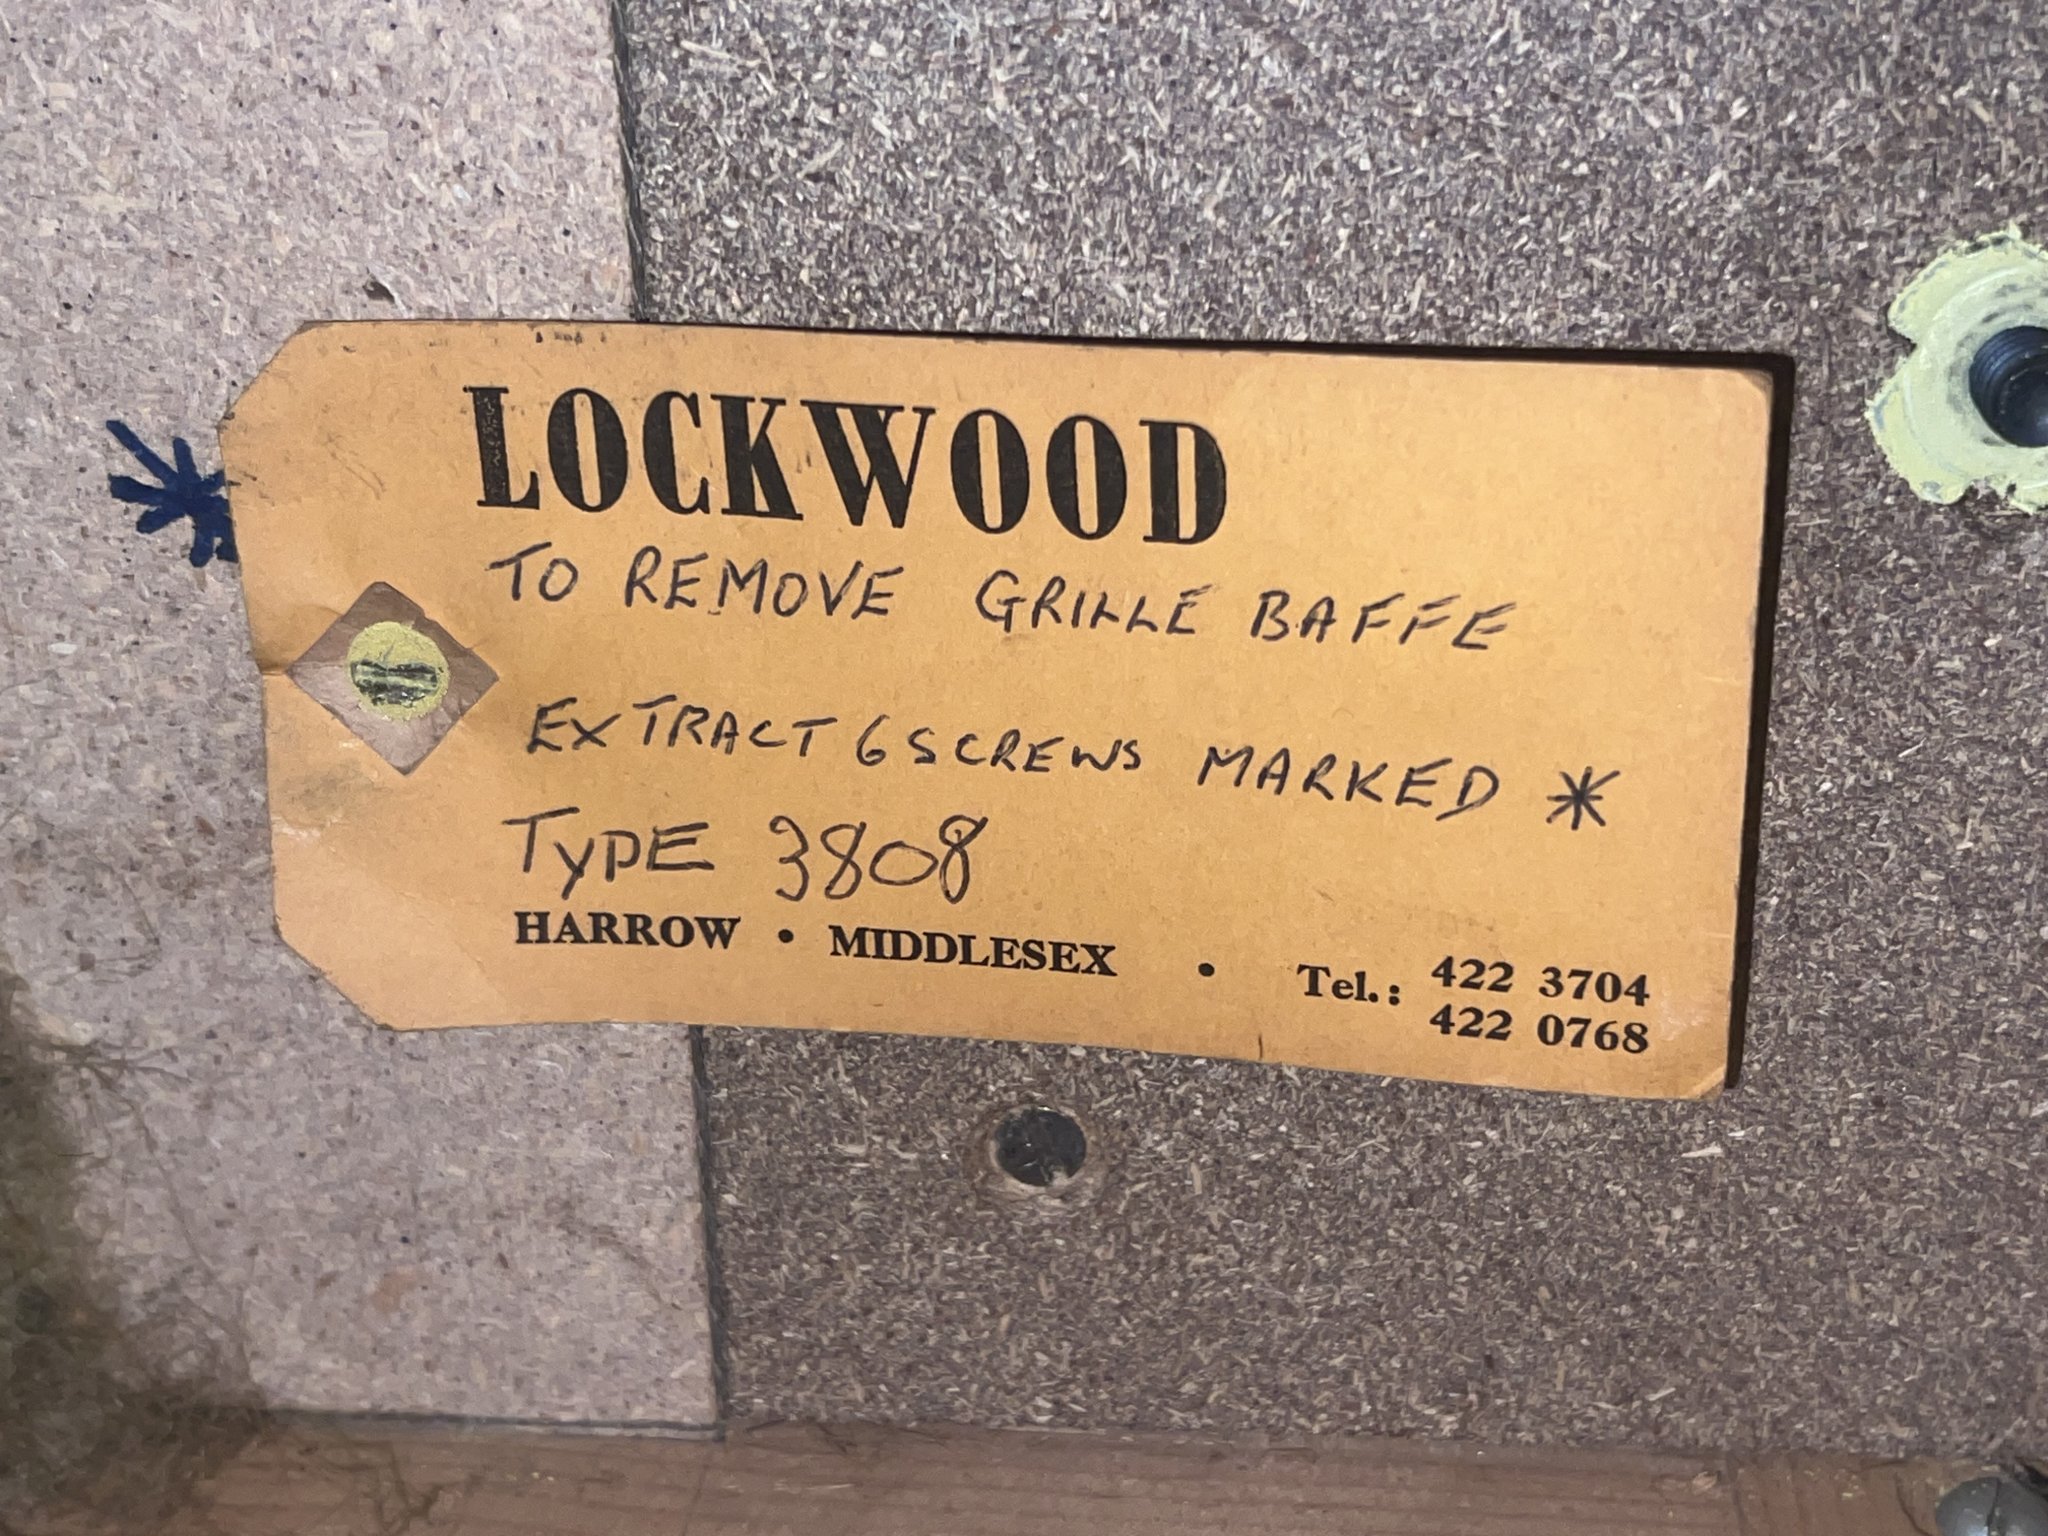 LOCKWOOD
TO REMOVE GRILLE BAFFE
EXTRACT 6 SCREWS MARKED *
TYPE 3808
HARROW • MIDDLESEX • Tel.: 422 3704
422 0768